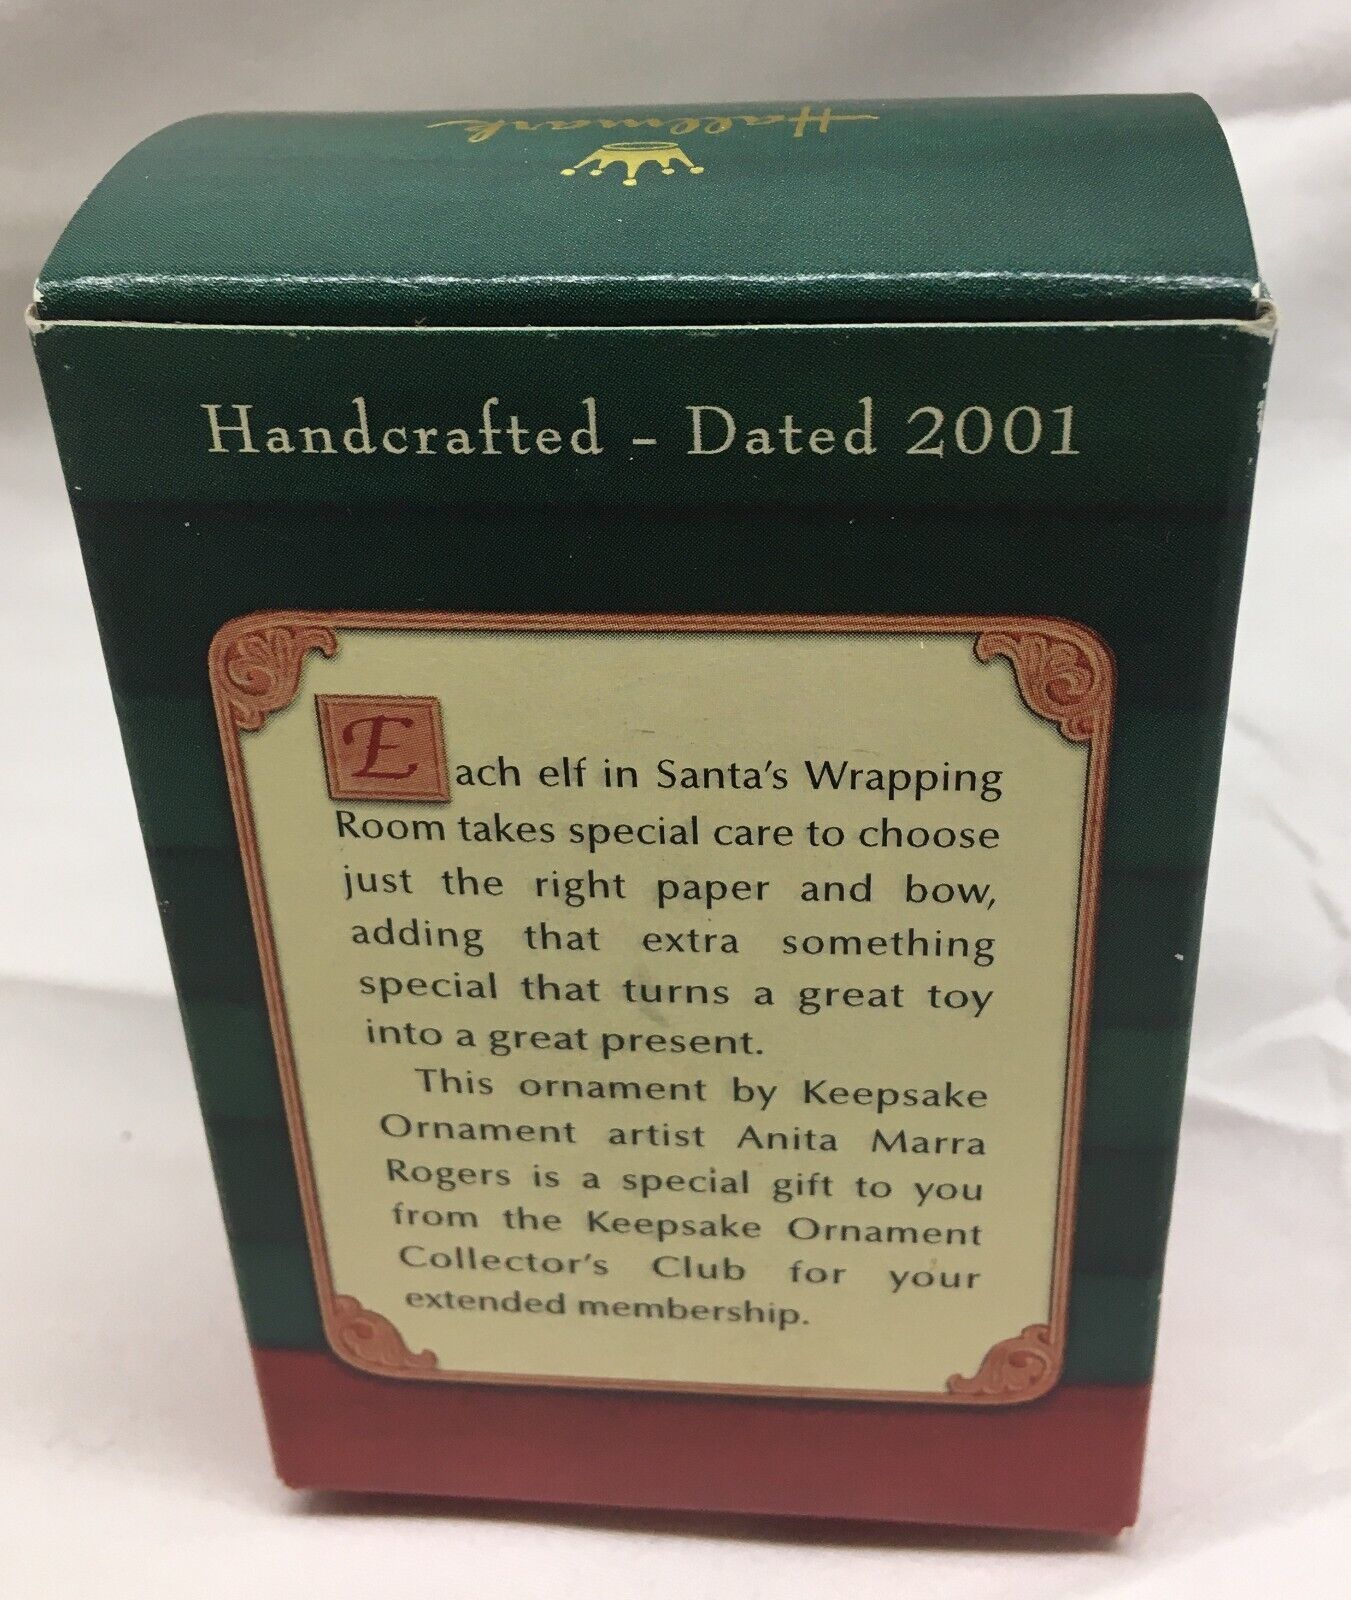 Hallmark
Handcrafted - Dated 2001
Each elf in Santa's Wrapping
Room takes special care to choose
just the right paper and bow,
adding that extra something
special that turns a great toy
into a great present.
This ornament by Keepsake
Ornament artist Anita Marra
Rogers is a special gift to you
from the Keepsake Ornament
Collector's Club for your
extended membership.